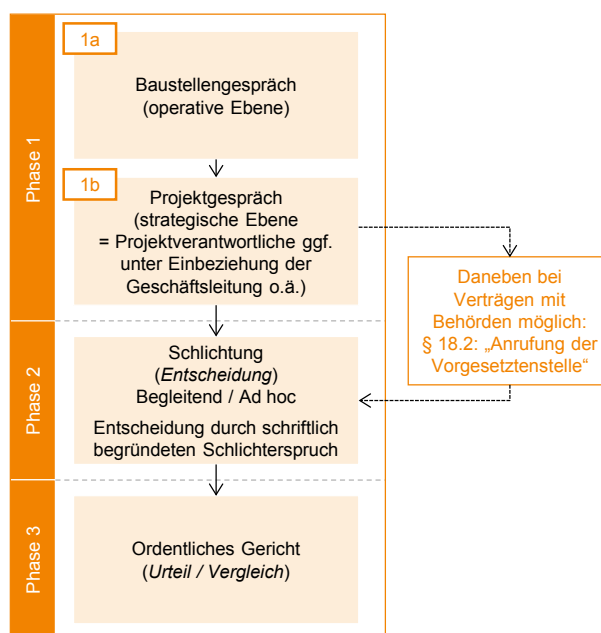 Phase 1
1a
Baustellengespräch
(operative Ebene)
1b
Projektgespräch
(strategische Ebene
= Projektverantwortliche ggf.
unter Einbeziehung der
Geschäftsleitung o.ä.)
Daneben bei
Verträgen mit
Behörden möglich:
§ 18.2: „Anrufung der
Vorgesetztenstelle“
Phase 2
Schlichtung
(Entscheidung)
Begleitend / Ad hoc
Entscheidung durch schriftlich
begründeten Schlichterspruch
Phase 3
Ordentliches Gericht
(Urteil / Vergleich)